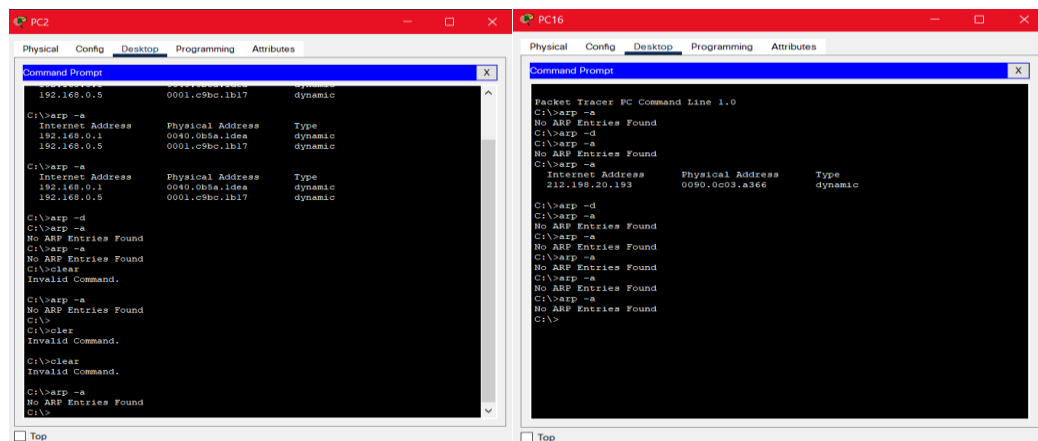 PC2
Physical Config Desktop Programming Attributes
Command Prompt X
192.168.0.5 0001.c9bc.1b17 dynamic
C:\>arp -a
Internet Address Physical Address Type
192.168.0.1 0040.0b5a.1dea dynamic
192.168.0.5 0001.c9bc.1b17 dynamic
C:\>arp -a
Internet Address Physical Address Type
192.168.0.1 0040.0b5a.1dea dynamic
192.168.0.5 0001.c9bc.1b17 dynamic
C:\>arp -d
C:\>arp -a
No ARP Entries Found
C:\>arp -a
No ARP Entries Found
C:\>clear
Invalid Command.
C:\>arp -a
No ARP Entries Found
C:\>
C:\>cler
Invalid Command.
C:\>clear
Invalid Command.
C:\>arp -a
No ARP Entries Found
C:\>
Top
PC16
Physical Config Desktop Programming Attributes
Command Prompt X
Packet Tracer PC Command Line 1.0
C:\>arp -a
No ARP Entries Found
C:\>arp -d
C:\>arp -a
No ARP Entries Found
C:\>arp -a
Internet Address Physical Address Type
212.198.20.193 0090.0c03.a366 dynamic
C:\>arp -d
C:\>arp -a
No ARP Entries Found
C:\>arp -a
No ARP Entries Found
C:\>arp -a
No ARP Entries Found
C:\>arp -a
No ARP Entries Found
C:\>arp -a
No ARP Entries Found
C:\>
Top